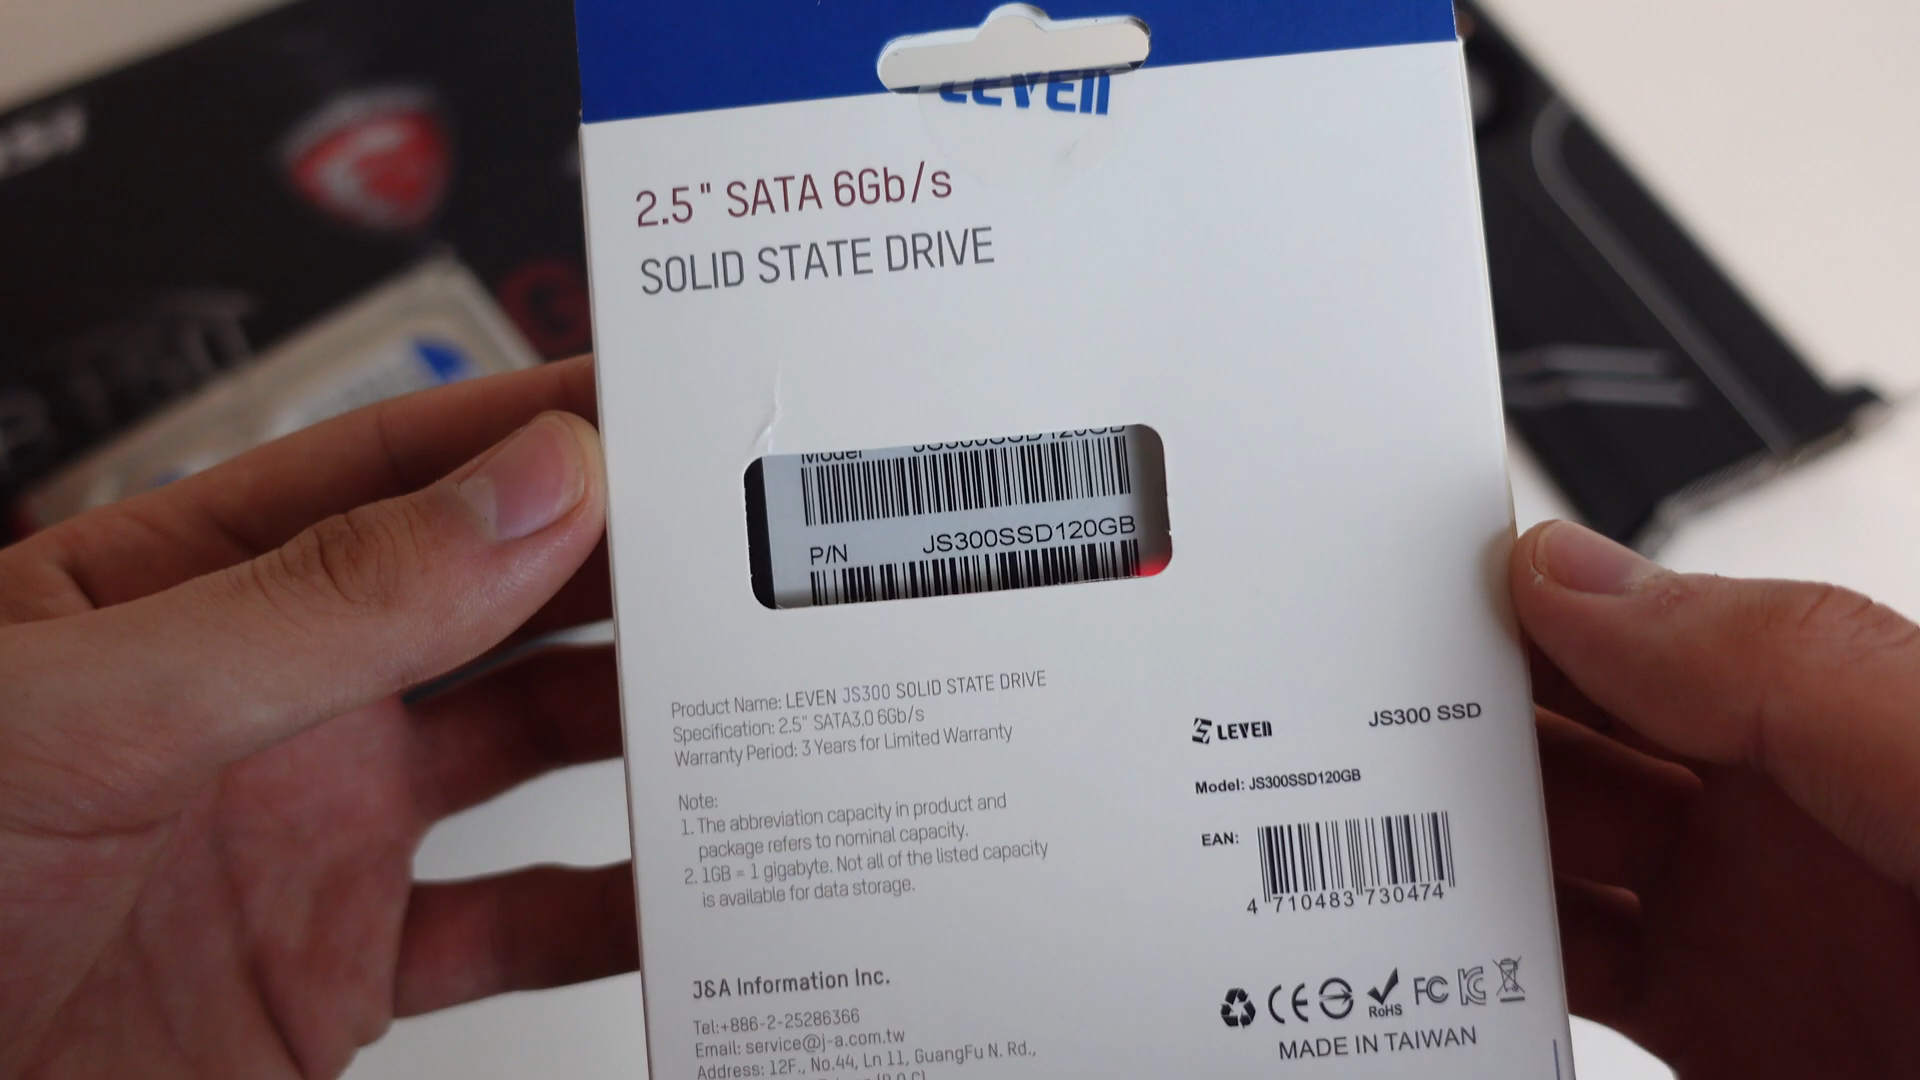 LEVEN
2.5" SATA 6Gb/s
SOLID STATE DRIVE
Model JS300SSD120GB
P/N JS300SSD120GB
Product Name: LEVEN JS300 SOLID STATE DRIVE
Specification: 2.5" SATA3.0 6Gb/s
Warranty Period: 3 Years for Limited Warranty
Note:
1. The abbreviation capacity in product and
package refers to nominal capacity.
2. 1GB = 1 gigabyte. Not all of the listed capacity
is available for data storage.
J&A Information Inc.
Tel:+886-2-25286366
Email: service@j-a.com.tw
Address: 12F., No.44, Ln 11, GuangFu N. Rd.,
LEVEN JS300 SSD
Model: JS300SSD120GB
EAN:
4 710483 730474
CE RoHS FC
MADE IN TAIWAN